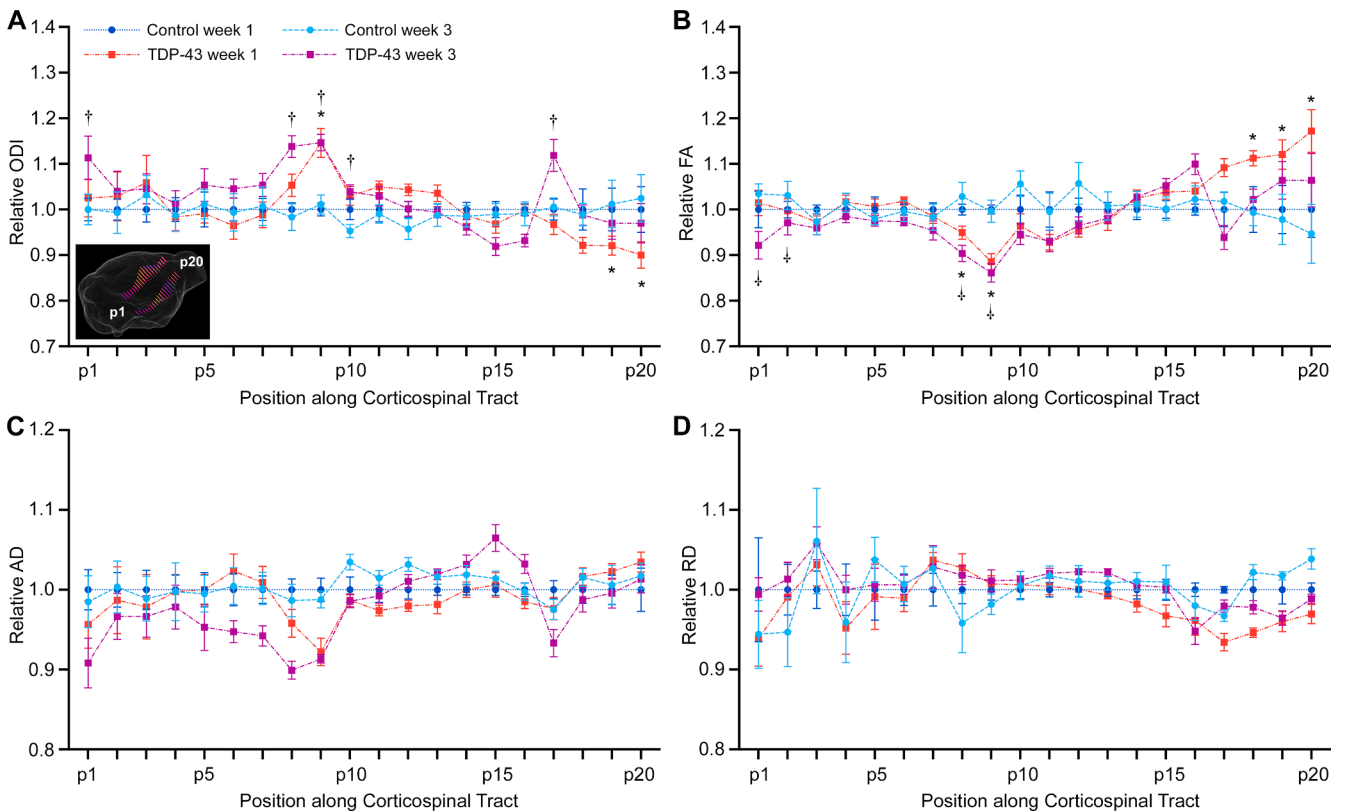 A
1.4
1.3
1.2
1.1
1.0
0.9
0.8
0.7
Relative ODI
Control week 1
Control week 3
TDP-43 week 1
TDP-43 week 3
†
†
†
*
†
†
*
*
p20
p1
p1
p5
p10
p15
p20
Position along Corticospinal Tract
B
1.4
1.3
1.2
1.1
1.0
0.9
0.8
0.7
Relative FA
*
*
*
‡
‡
*
‡
*
‡
p1
p5
p10
p15
p20
Position along Corticospinal Tract
C
1.2
1.1
1.0
0.9
0.8
Relative AD
p1
p5
p10
p15
p20
Position along Corticospinal Tract
D
1.2
1.1
1.0
0.9
0.8
Relative RD
p1
p5
p10
p15
p20
Position along Corticospinal Tract